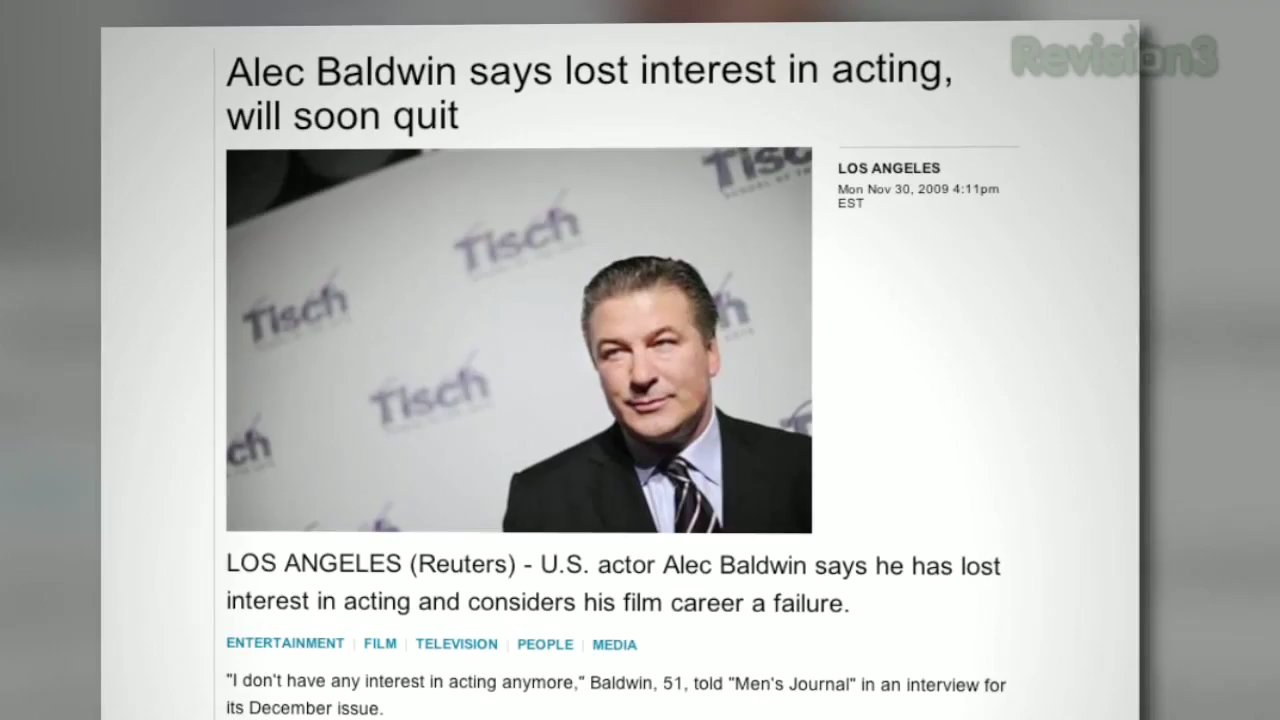 Revision3
Alec Baldwin says lost interest in acting,
will soon quit
LOS ANGELES
Mon Nov 30, 2009 4:11pm
EST
Tisch
Tisch
Tisch
Tisch
LOS ANGELES (Reuters) - U.S. actor Alec Baldwin says he has lost
interest in acting and considers his film career a failure.
ENTERTAINMENT | FILM | TELEVISION | PEOPLE | MEDIA
"I don't have any interest in acting anymore," Baldwin, 51, told "Men's Journal" in an interview for
its December issue.